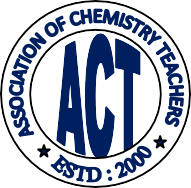 ASSOCIATION OF CHEMISTRY TEACHERS
ACT
ESTD : 2000